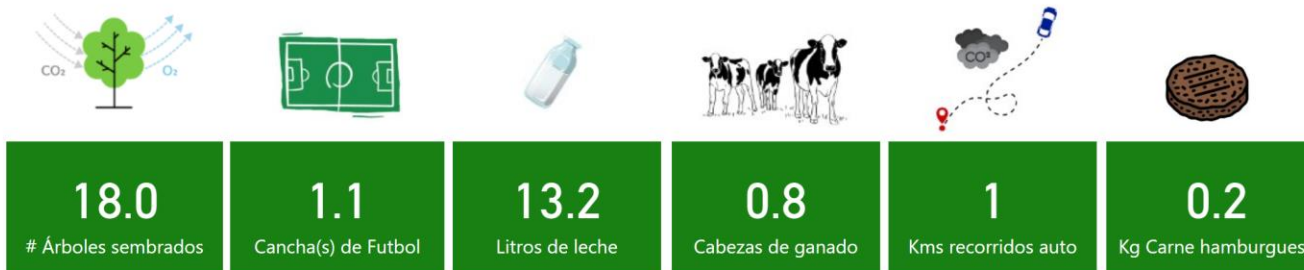 CO₂
O₂
CO²
18.0
# Árboles sembrados
1.1
Cancha(s) de Futbol
13.2
Litros de leche
0.8
Cabezas de ganado
1
Kms recorridos auto
0.2
Kg Carne hamburgues